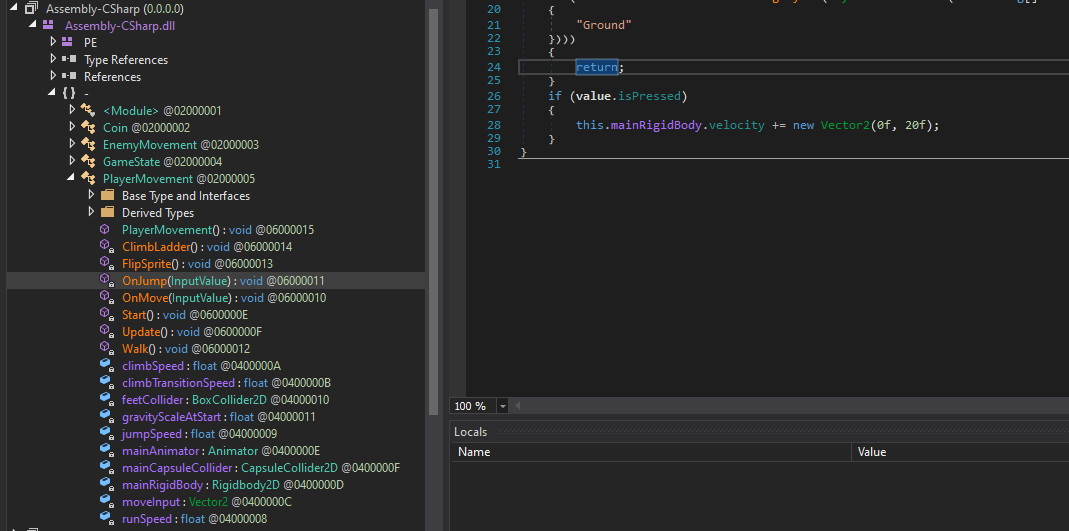 Assembly-CSharp (0.0.0.0)
Assembly-CSharp.dll
PE
Type References
References
{ } -
<Module> @02000001
Coin @02000002
EnemyMovement @02000003
GameState @02000004
PlayerMovement @02000005
Base Type and Interfaces
Derived Types
PlayerMovement() : void @06000015
ClimbLadder() : void @06000014
FlipSprite() : void @06000013
OnJump(InputValue) : void @06000011
OnMove(InputValue) : void @06000010
Start() : void @0600000E
Update() : void @0600000F
Walk() : void @06000012
climbSpeed : float @0400000A
climbTransitionSpeed : float @0400000B
feetCollider : BoxCollider2D @04000010
gravityScaleAtStart : float @04000011
jumpSpeed : float @04000009
mainAnimator : Animator @0400000E
mainCapsuleCollider : CapsuleCollider2D @0400000F
mainRigidBody : Rigidbody2D @0400000D
moveInput : Vector2 @0400000C
runSpeed : float @04000008
20 {
21 "Ground"
22 })))
23 {
24 return;
25 }
26 if (value.isPressed)
27 {
28 this.mainRigidBody.velocity += new Vector2(0f, 20f);
29 }
30 }
31
100 %
Locals
Name Value